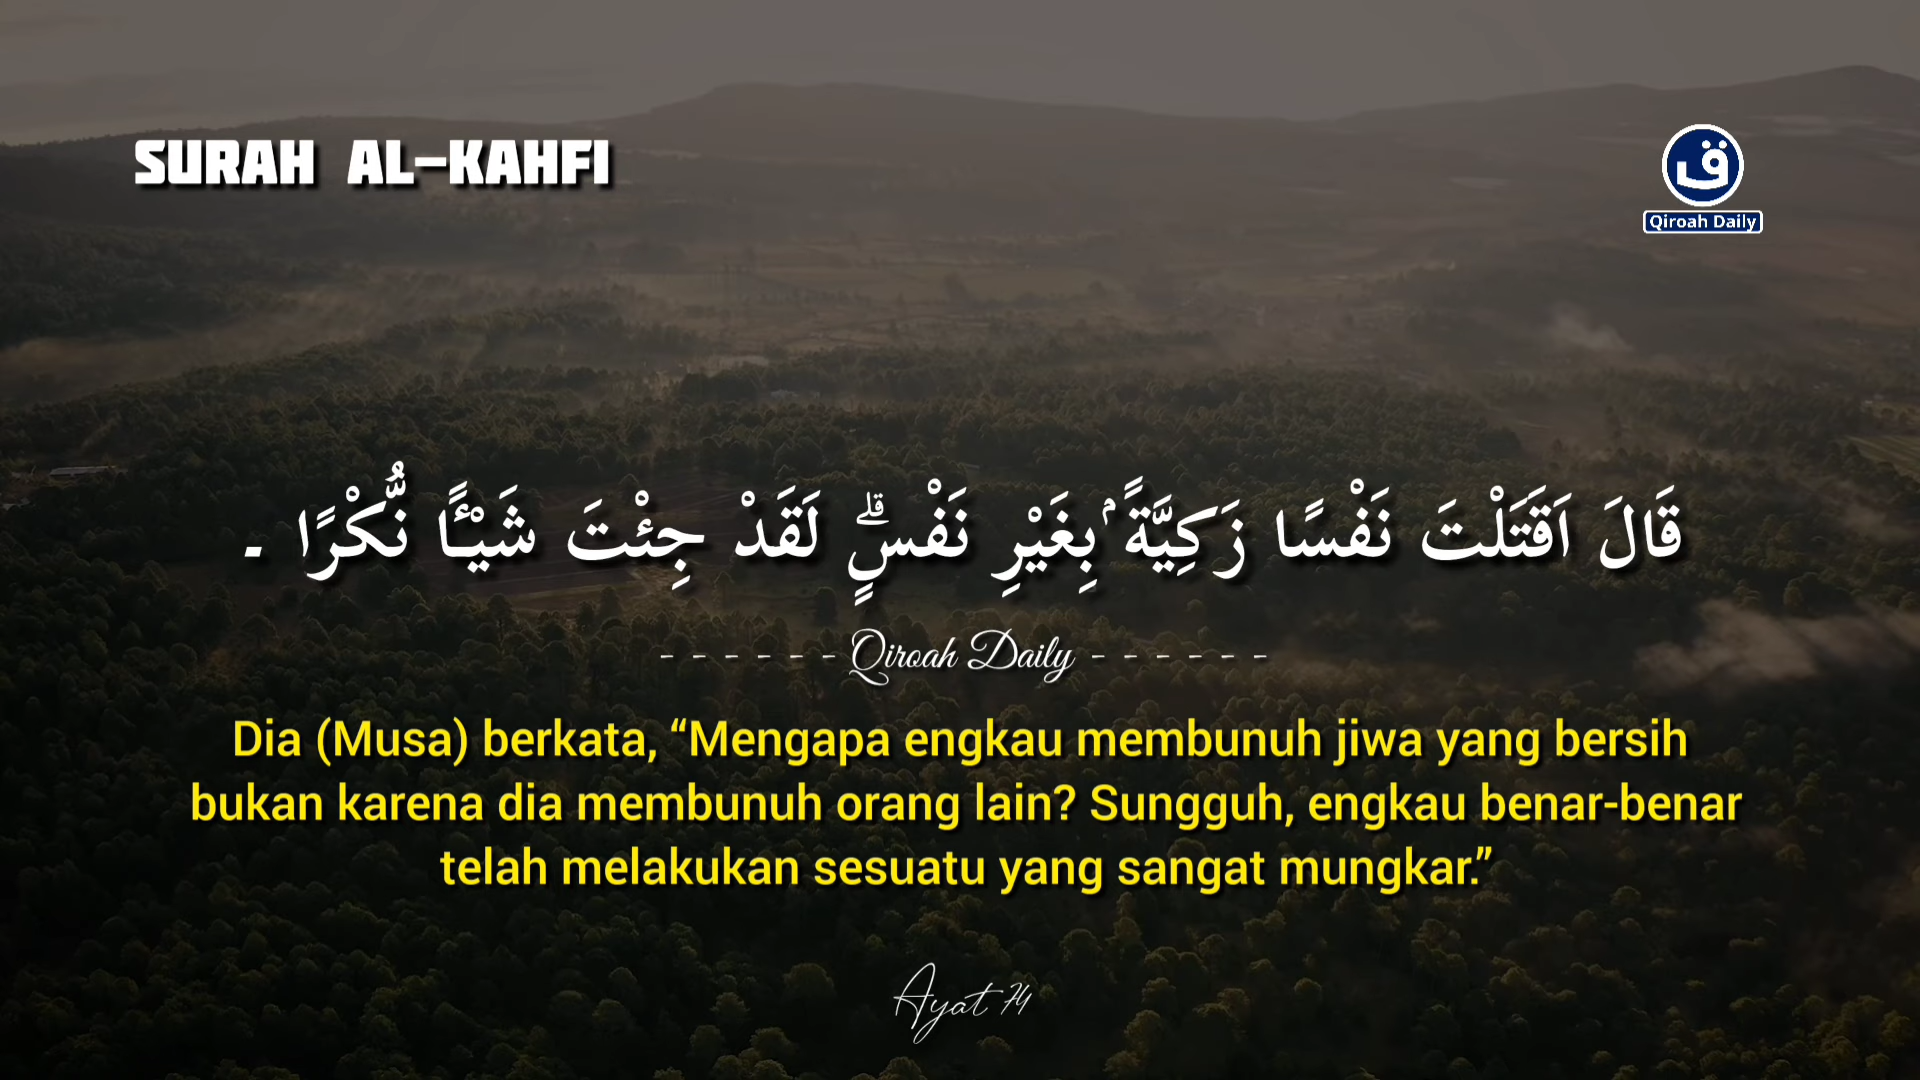 SURAH AL-KAHFI
ق
Qiroah Daily
قَالَ اَقَتَلْتَ نَفْسًا زَكِيَّةً ۢبِغَيْرِ نَفْسٍۗ لَقَدْ جِئْتَ شَيْـًٔا نُّكْرًا ۔
- - - - - - Qiroah Daily - - - - - -
Dia (Musa) berkata, “Mengapa engkau membunuh jiwa yang bersih
bukan karena dia membunuh orang lain? Sungguh, engkau benar-benar
telah melakukan sesuatu yang sangat mungkar.”
Ayat 74